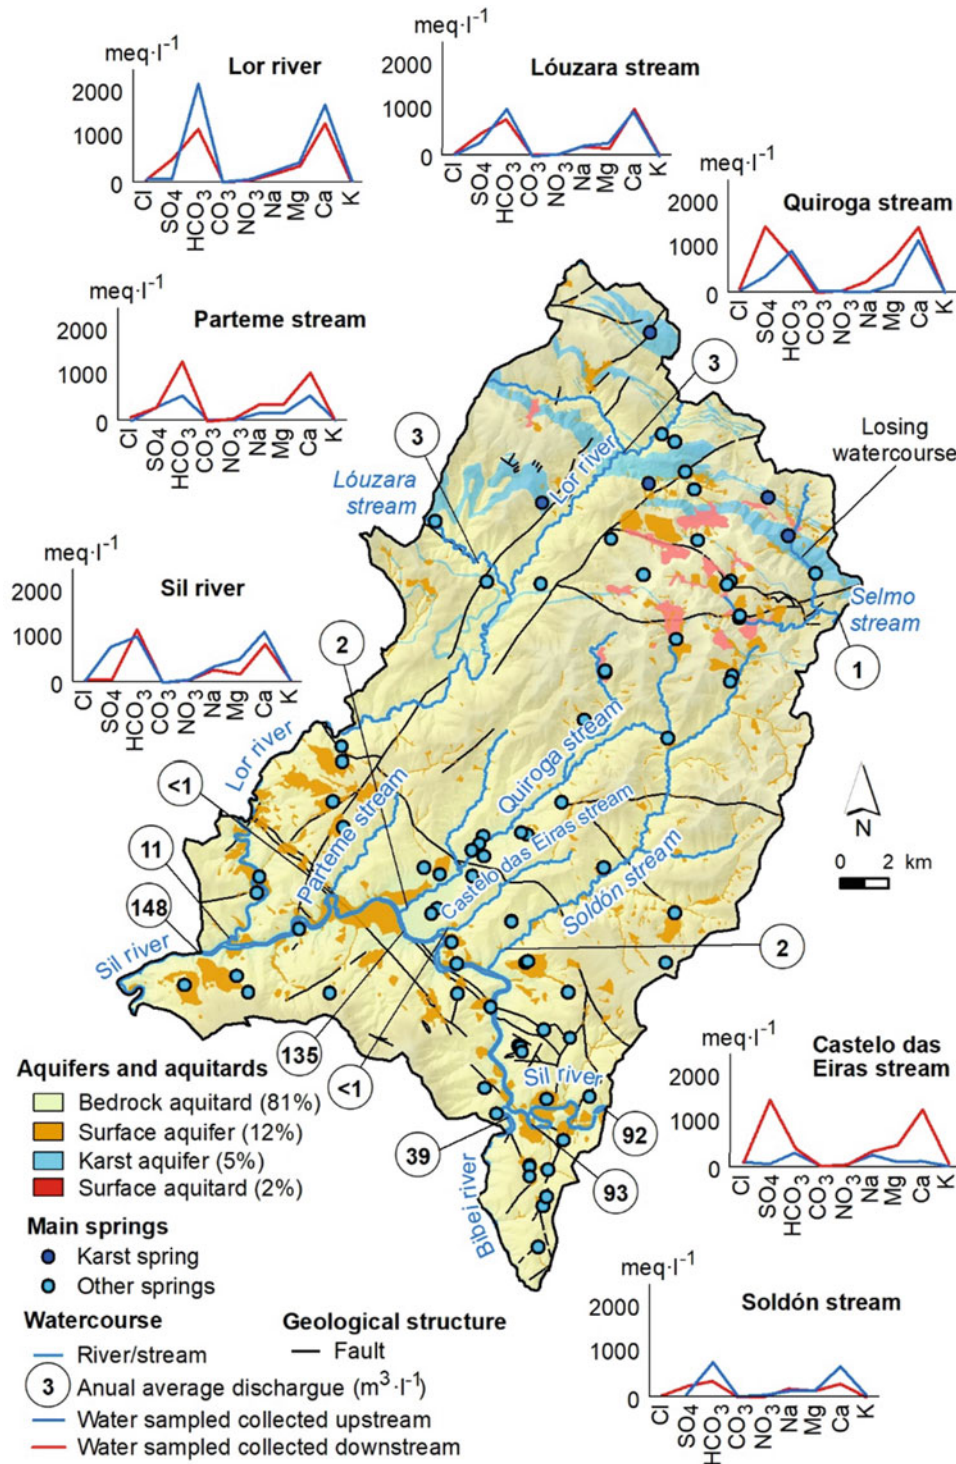 meq·l⁻¹
Lor river
2000
1000
0
Cl
SO4
HCO3
CO3
NO3
Na
Mg
Ca
K
meq·l⁻¹
Lóuzara stream
2000
1000
0
Cl
SO4
HCO3
CO3
NO3
Na
Mg
Ca
K
meq·l⁻¹
Quiroga stream
2000
1000
0
Cl
SO4
HCO3
CO3
NO3
Na
Mg
Ca
K
meq·l⁻¹
Parteme stream
2000
1000
0
Cl
SO4
HCO3
CO3
NO3
Na
Mg
Ca
K
meq·l⁻¹
Sil river
2000
1000
0
Cl
SO4
HCO3
CO3
NO3
Na
Mg
Ca
K
3
3
Losing
watercourse
Lor river
Lóuzara
stream
Selmo
stream
1
2
Lor river
<1
Parteme stream
Quiroga stream
Castelo das Eiras stream
Soldón stream
N
0 2 km
11
148
Sil river
2
135
<1
Sil river
39
92
93
Bibei river
meq·l⁻¹
Castelo das
Eiras stream
2000
1000
0
Cl
SO4
HCO3
CO3
NO3
Na
Mg
Ca
K
meq·l⁻¹
Soldón stream
2000
1000
0
Cl
SO4
HCO3
CO3
NO3
Na
Mg
Ca
K
Aquifers and aquitards
Bedrock aquitard (81%)
Surface aquifer (12%)
Karst aquifer (5%)
Surface aquitard (2%)
Main springs
Karst spring
Other springs
Watercourse
River/stream
3 Anual average dischargue (m³·l⁻¹)
Water sampled collected upstream
Water sampled collected downstream
Geological structure
Fault